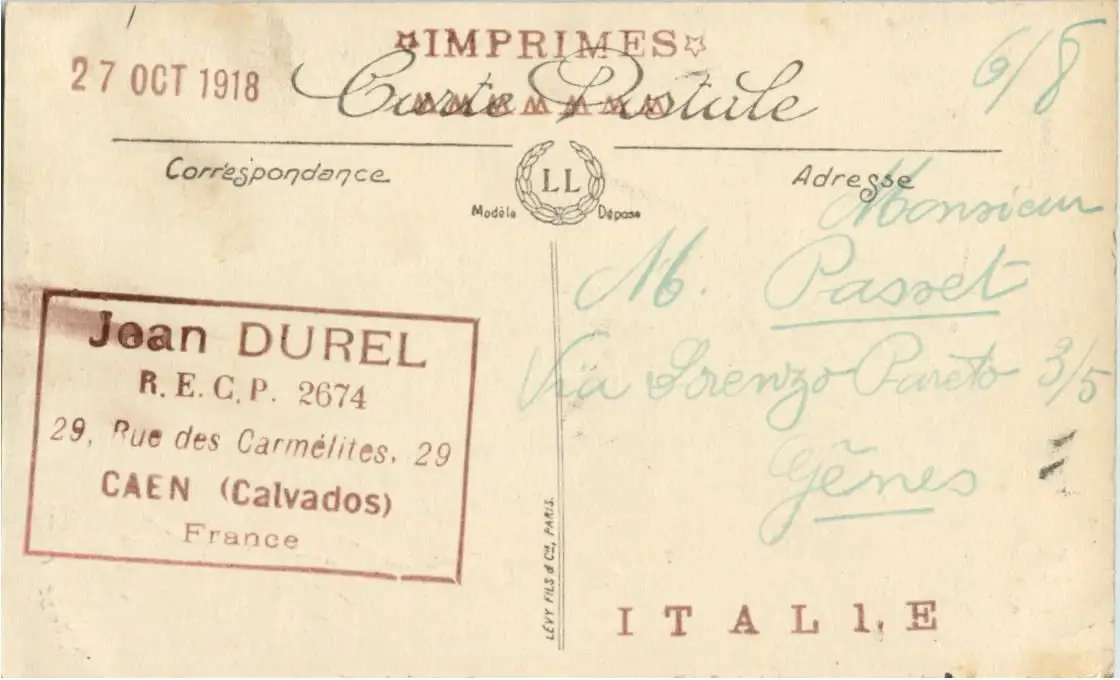 IMPRIMES
27 OCT 1918
Carte Postale
6/8
Correspondance
LL
Modèle Déposé
Adresse
Monsieur
M. Passet
Via Lorenzo Pareto 3/5
Gênes
Jean DUREL
R. E. C. P. 2674
29, Rue des Carmélites, 29
CAEN (Calvados)
France
LÉVY FILS & Cie, PARIS.
ITALIE